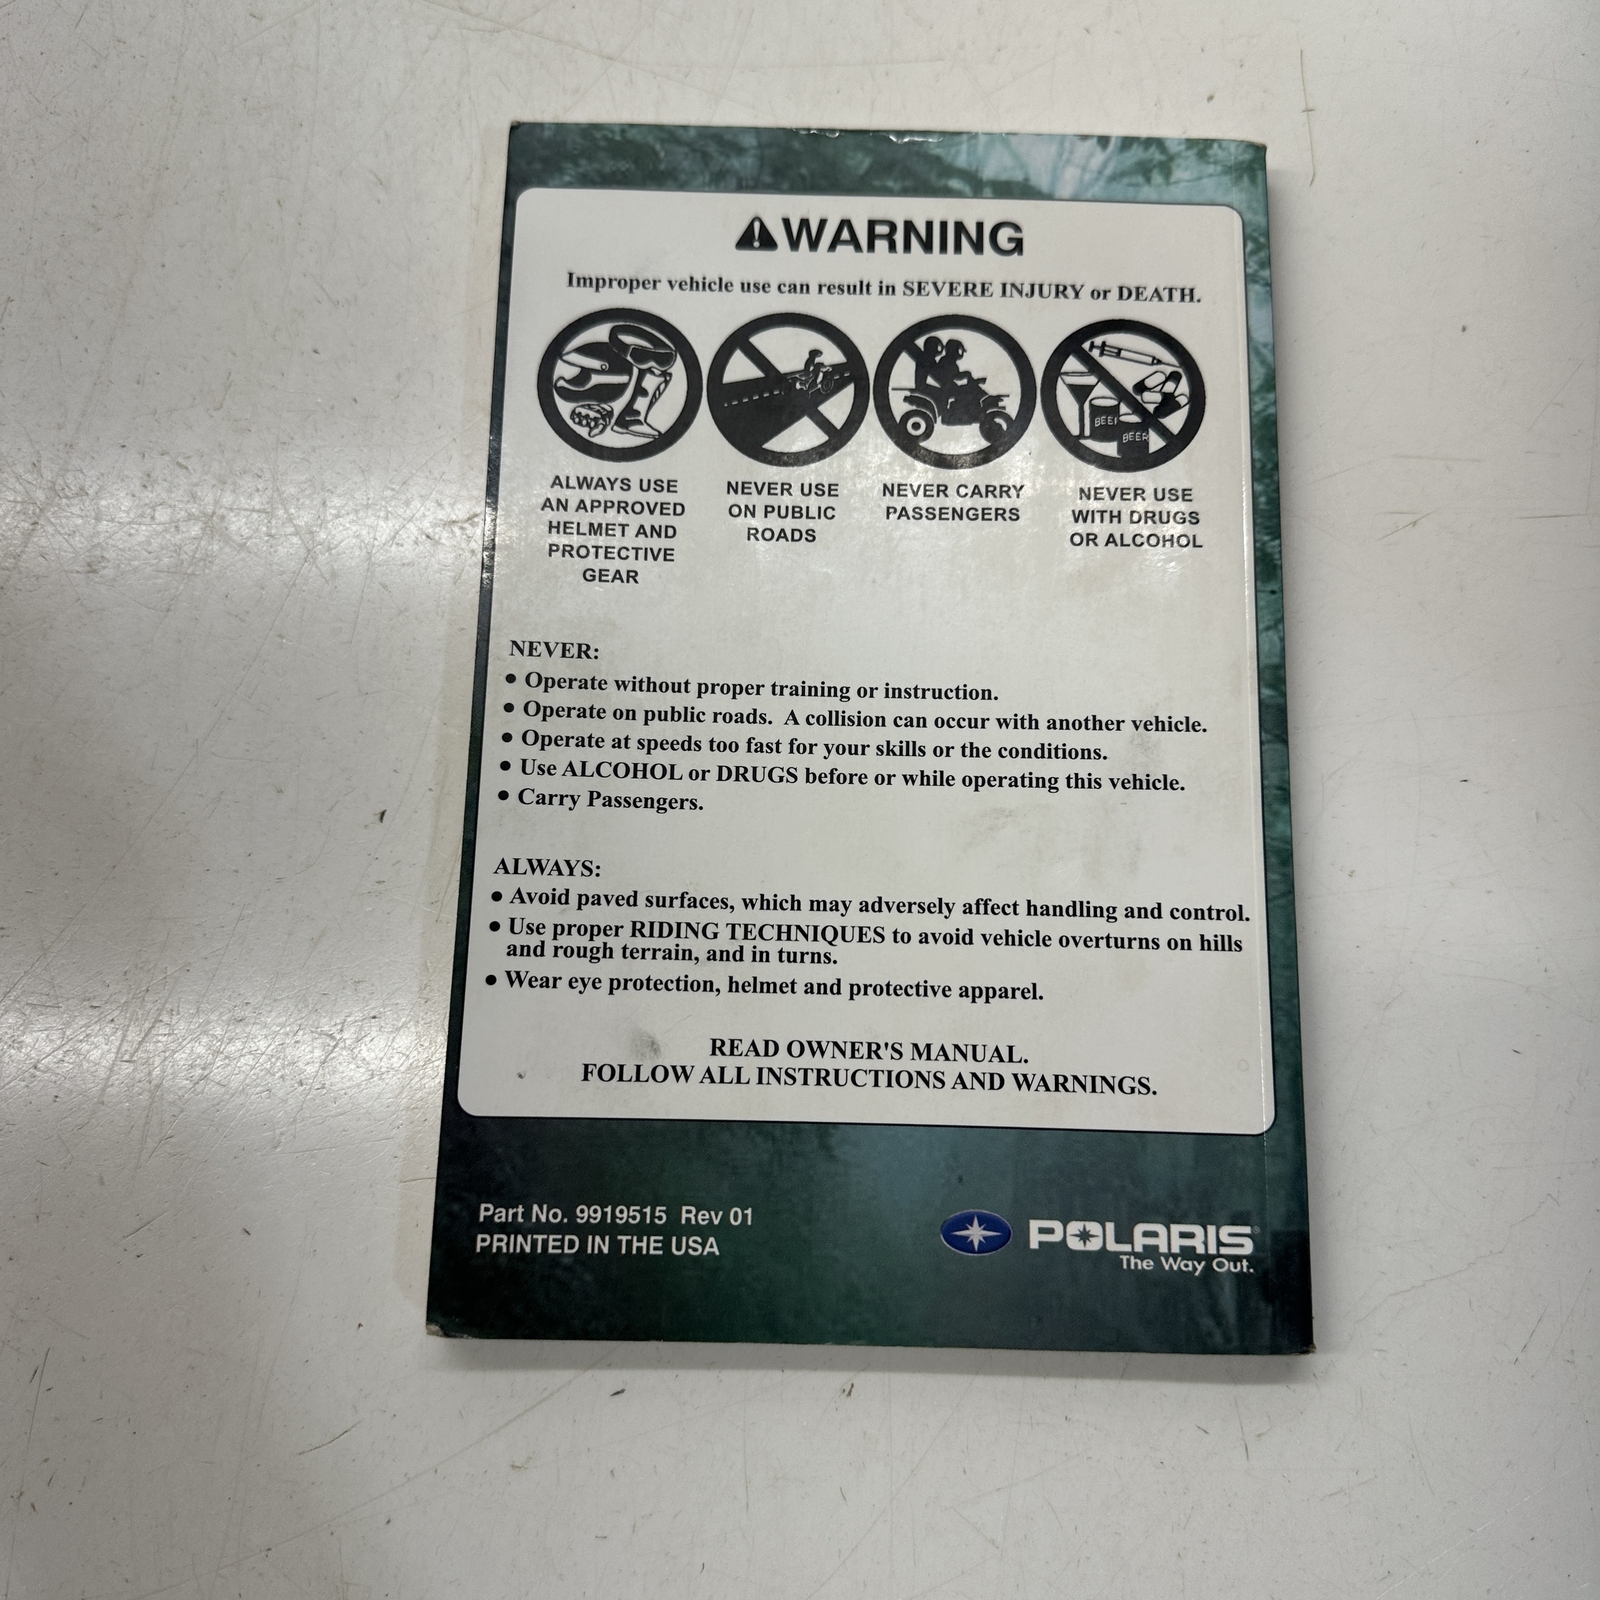 ⚠WARNING
Improper vehicle use can result in SEVERE INJURY or DEATH.
BEER
BEER
ALWAYS USE
AN APPROVED
HELMET AND
PROTECTIVE
GEAR
NEVER USE
ON PUBLIC
ROADS
NEVER CARRY
PASSENGERS
NEVER USE
WITH DRUGS
OR ALCOHOL
NEVER:
• Operate without proper training or instruction.
• Operate on public roads. A collision can occur with another vehicle.
• Operate at speeds too fast for your skills or the conditions.
• Use ALCOHOL or DRUGS before or while operating this vehicle.
• Carry Passengers.
ALWAYS:
• Avoid paved surfaces, which may adversely affect handling and control.
• Use proper RIDING TECHNIQUES to avoid vehicle overturns on hills
and rough terrain, and in turns.
• Wear eye protection, helmet and protective apparel.
READ OWNER'S MANUAL.
FOLLOW ALL INSTRUCTIONS AND WARNINGS.
Part No. 9919515 Rev 01
PRINTED IN THE USA
POLARIS
The Way Out.